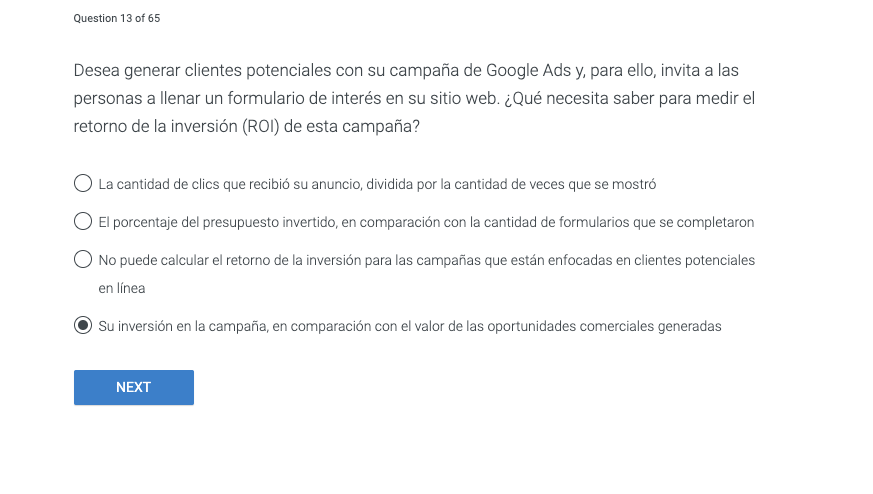 Question 13 of 65
Desea generar clientes potenciales con su campaña de Google Ads y, para ello, invita a las
personas a llenar un formulario de interés en su sitio web. ¿Qué necesita saber para medir el
retorno de la inversión (ROI) de esta campaña?
La cantidad de clics que recibió su anuncio, dividida por la cantidad de veces que se mostró
El porcentaje del presupuesto invertido, en comparación con la cantidad de formularios que se completaron
No puede calcular el retorno de la inversión para las campañas que están enfocadas en clientes potenciales
en línea
Su inversión en la campaña, en comparación con el valor de las oportunidades comerciales generadas
NEXT